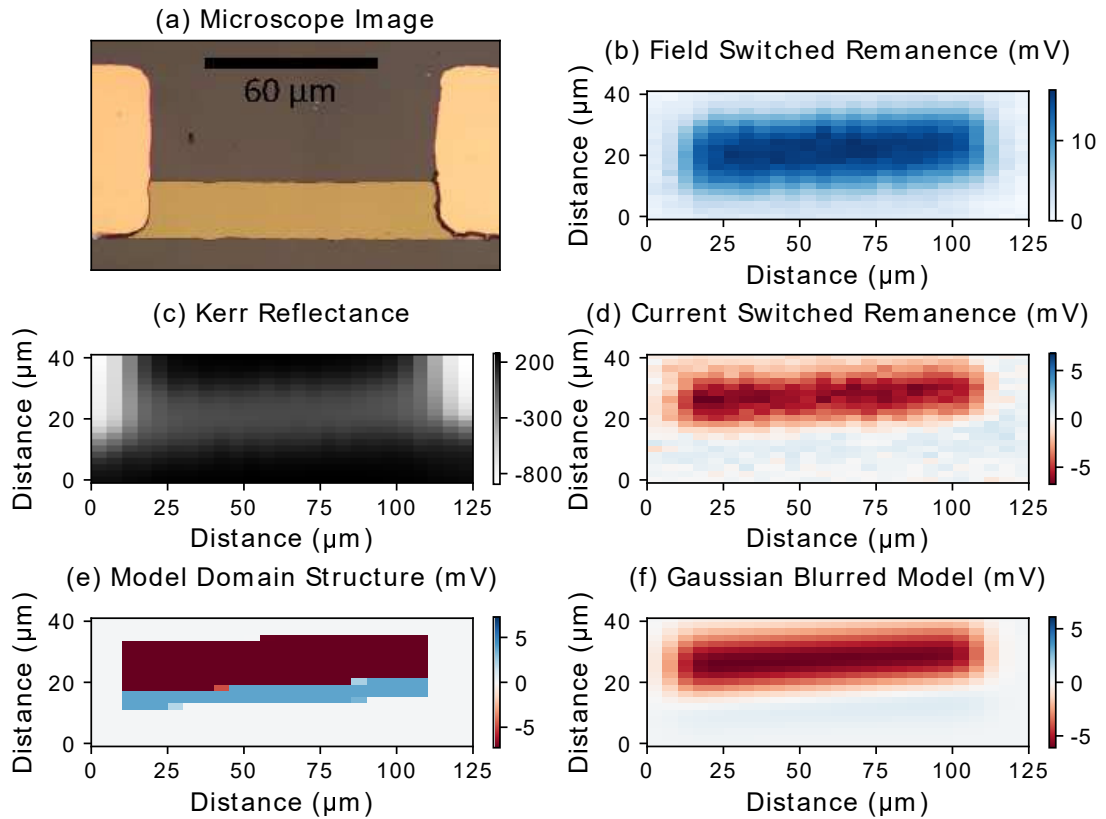 (a) Microscope Image
60 μm
(b) Field Switched Remanence (mV)
Distance (μm)
40
20
0
0 25 50 75 100 125
Distance (μm)
10
0
(c) Kerr Reflectance
Distance (μm)
40
20
0
0 25 50 75 100 125
Distance (μm)
200
-300
-800
(d) Current Switched Remanence (mV)
Distance (μm)
40
20
0
0 25 50 75 100 125
Distance (μm)
5
0
-5
(e) Model Domain Structure (mV)
Distance (μm)
40
20
0
0 25 50 75 100 125
Distance (μm)
5
0
-5
(f) Gaussian Blurred Model (mV)
Distance (μm)
40
20
0
0 25 50 75 100 125
Distance (μm)
5
0
-5